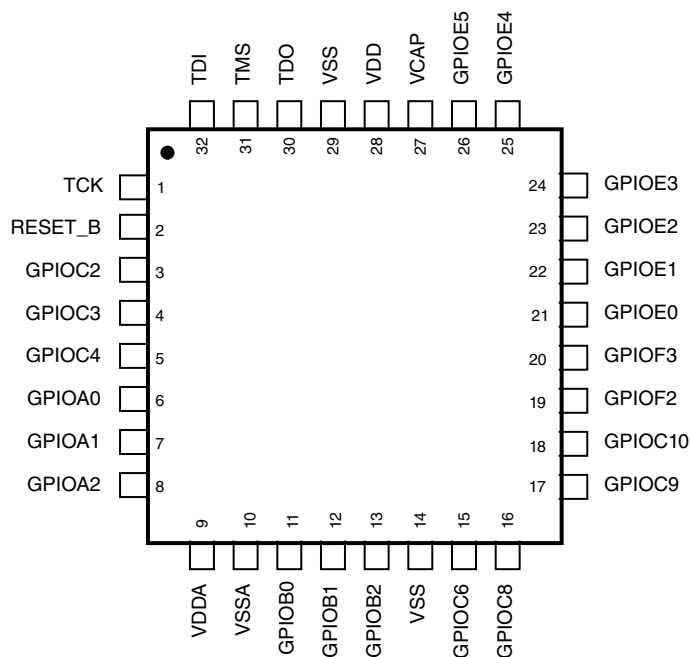 TDI
TMS
TDO
VSS
VDD
VCAP
GPIOE5
GPIOE4
32
31
30
29
28
27
26
25
TCK 1
RESET_B 2
GPIOC2 3
GPIOC3 4
GPIOC4 5
GPIOA0 6
GPIOA1 7
GPIOA2 8
24 GPIOE3
23 GPIOE2
22 GPIOE1
21 GPIOE0
20 GPIOF3
19 GPIOF2
18 GPIOC10
17 GPIOC9
9
10
11
12
13
14
15
16
VDDA
VSSA
GPIOB0
GPIOB1
GPIOB2
VSS
GPIOC6
GPIOC8